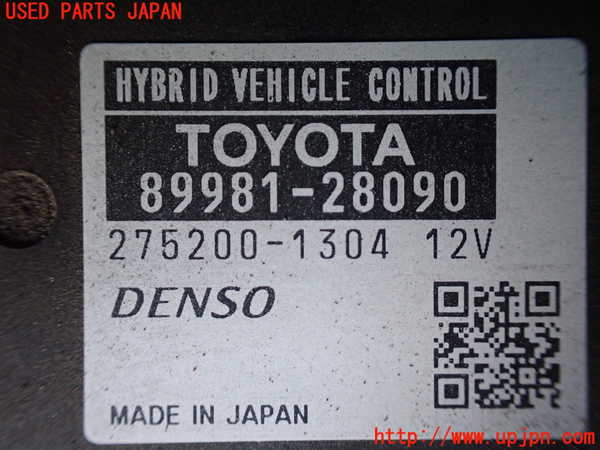 USED PARTS JAPAN
HYBRID VEHICLE CONTROL
TOYOTA
89981-28090
275200-1304 12V
DENSO
MADE IN JAPAN
http://www.upjpn.com/